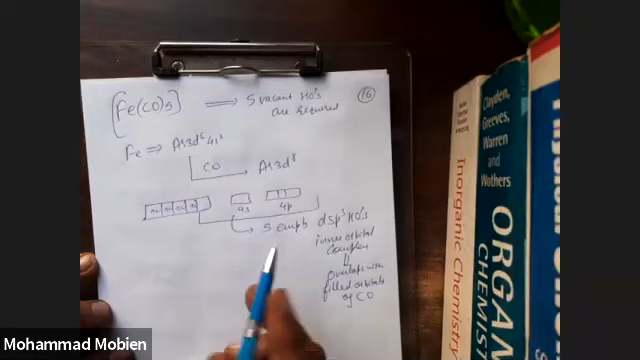 [Fe(CO)5] ⟹ 5 vacant HO's
are required
16
Fe ⟹ Ar3d⁶4s²
CO Ar3d⁸
4s 4p
5 empty dsp³ HO's
inner orbital
complex
overlaps with
filled orbitals
of CO
Inorganic Chemistry
Clayden,
Greeves,
Warren
and
Wothers
ORGANIC
CHEMISTRY
Mohammad Mobien